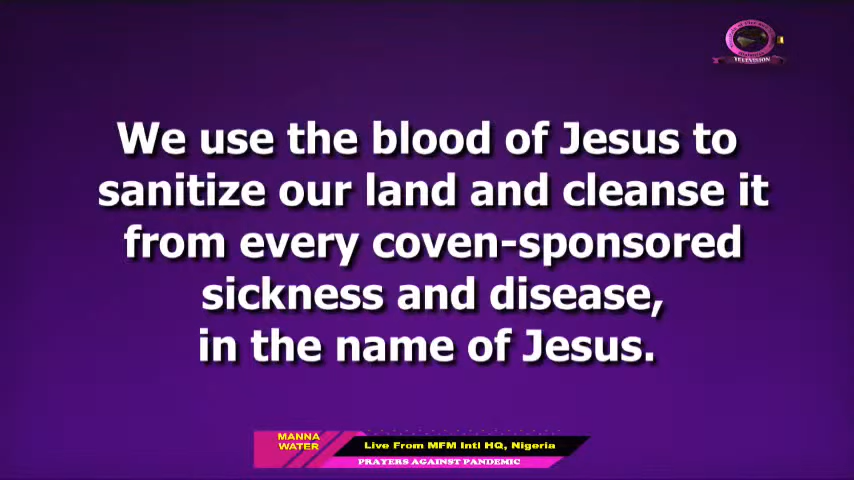 TELEVISION
We use the blood of Jesus to
sanitize our land and cleanse it
from every coven-sponsored
sickness and disease,
in the name of Jesus.
MANNA
WATER
Live From MFM Intl HQ, Nigeria
PRAYERS AGAINST PANDEMIC